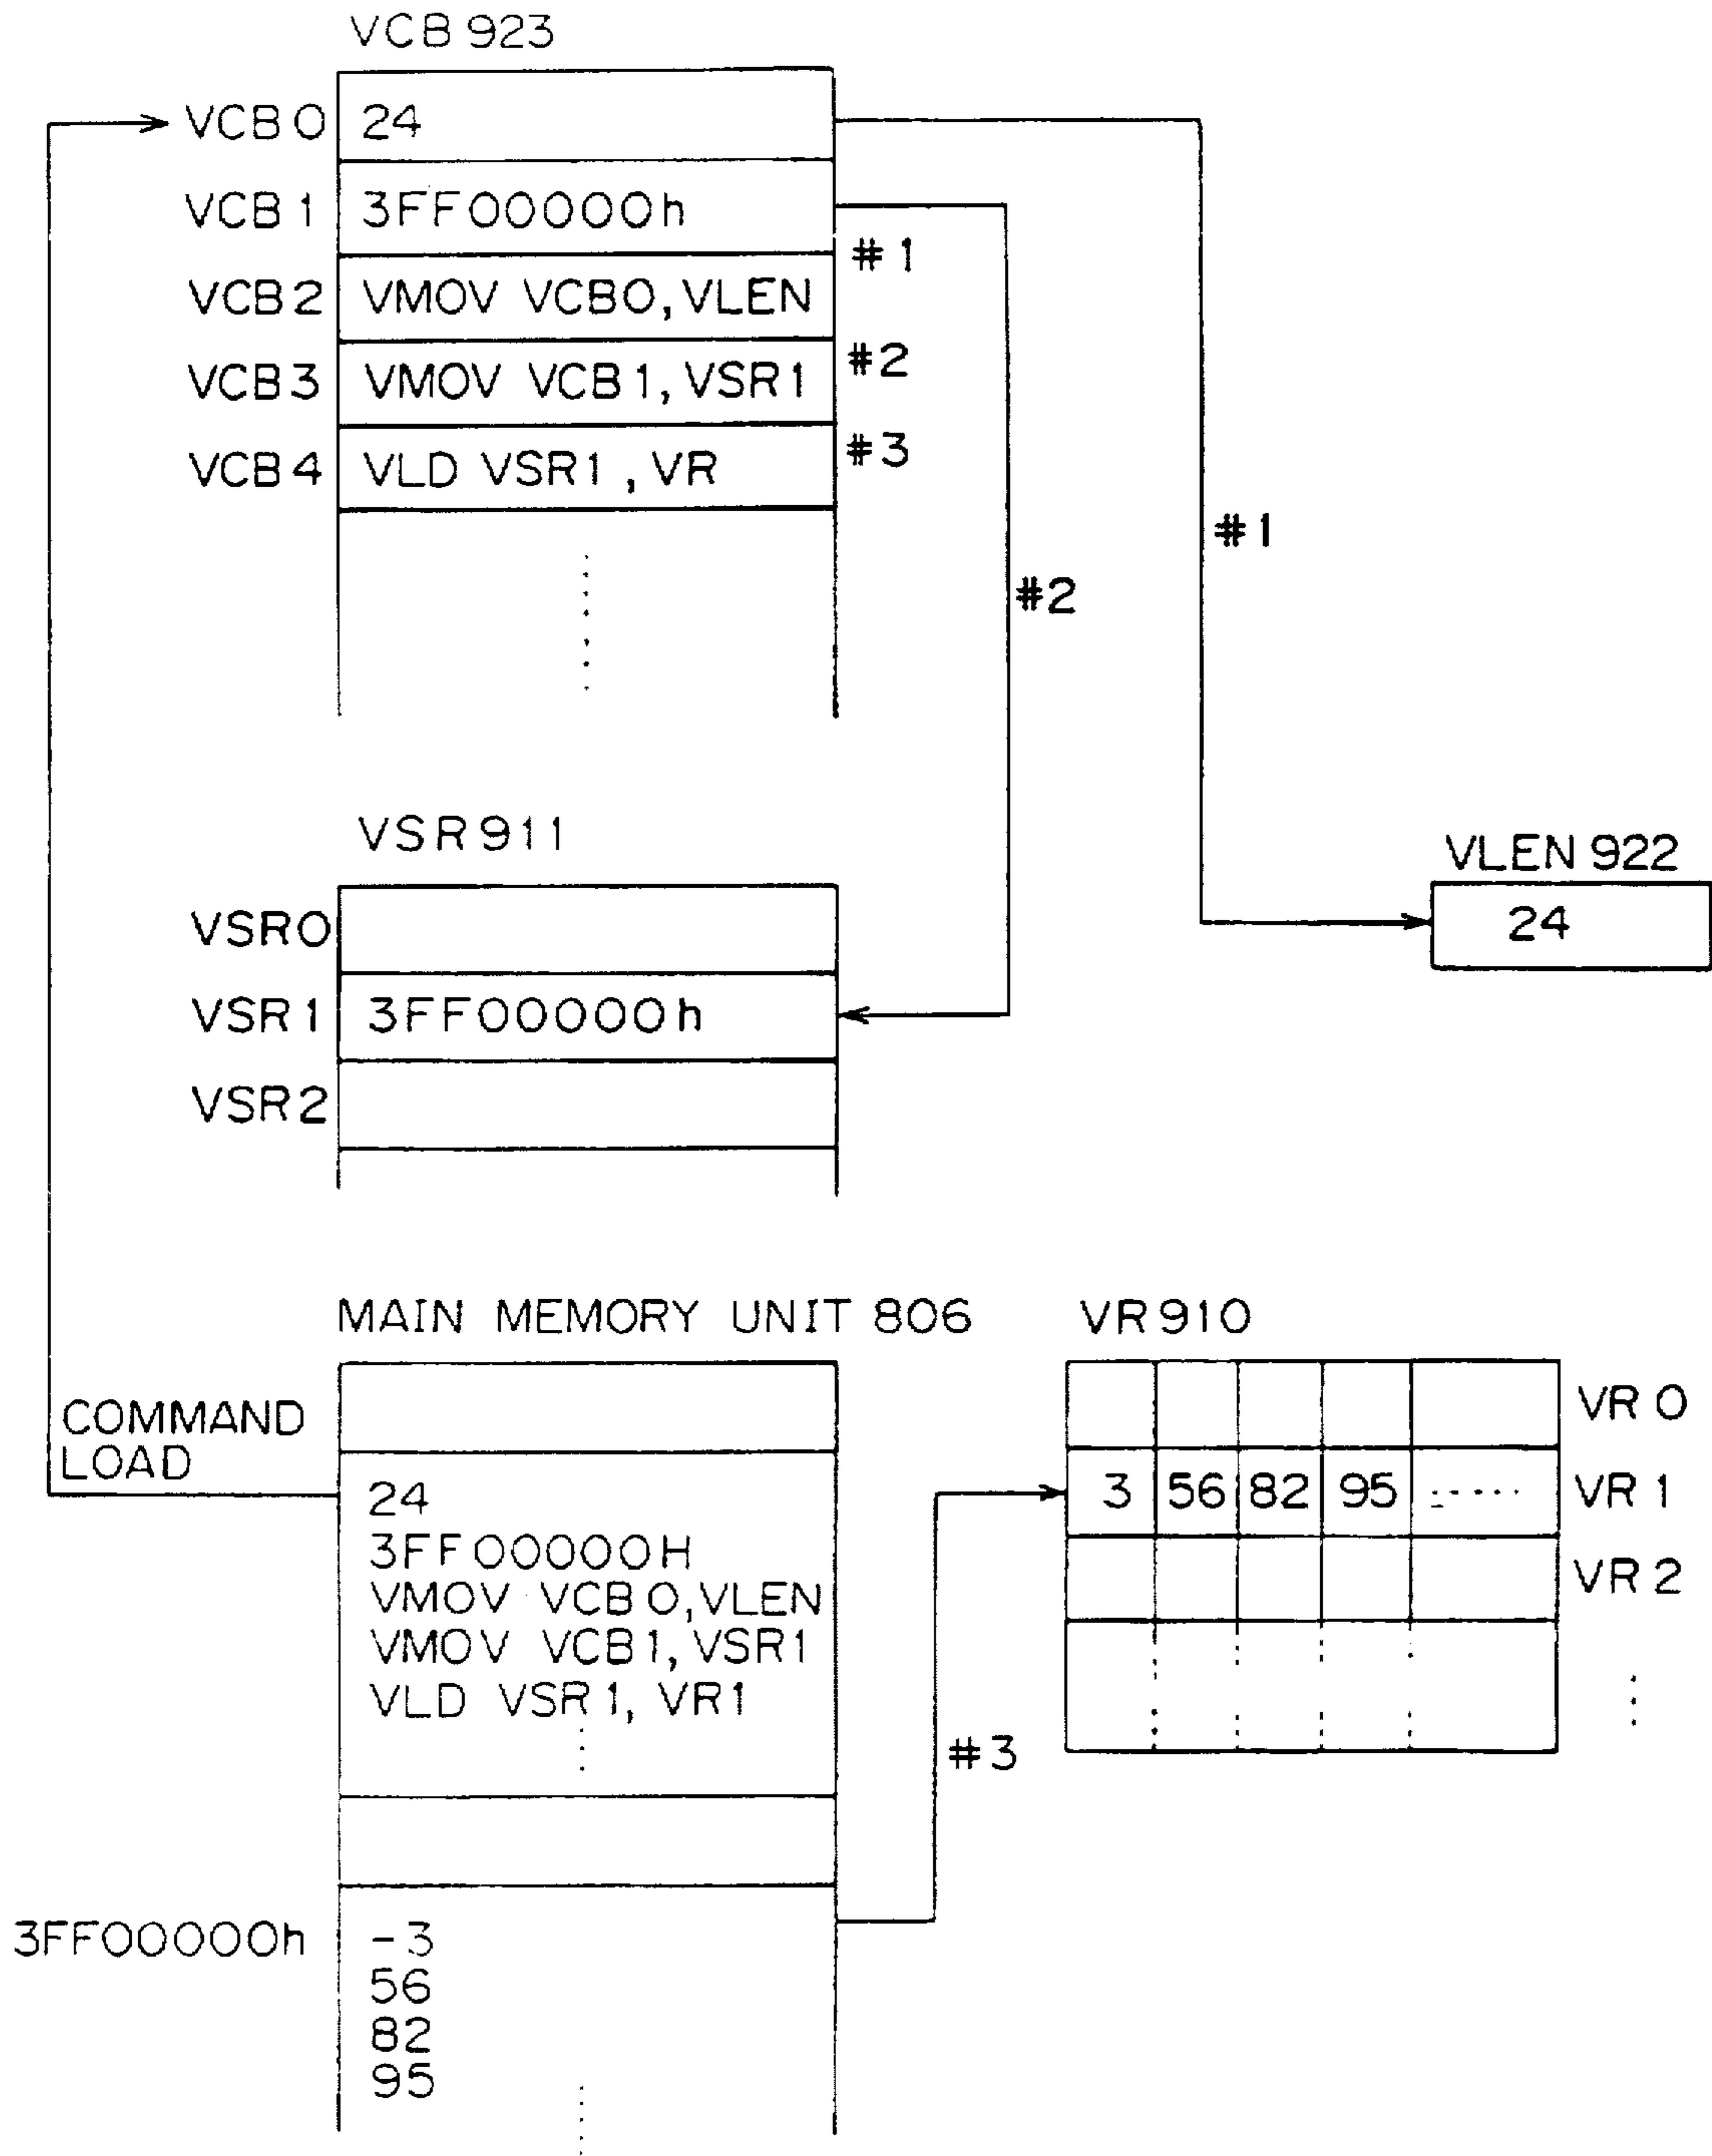 VCB 923
VCB 0 24
VCB 1 3FF00000h
#1
VCB 2 VMOV VCB0, VLEN
#2
VCB 3 VMOV VCB1, VSR1
#3
VCB 4 VLD VSR1, VR
#1
#2
VSR 911
VLEN 922
VSR0
24
VSR 1 3FF00000h
VSR2
MAIN MEMORY UNIT 806
VR 910
COMMAND
LOAD
VR 0
24
3 56 82 95 VR 1
3FF00000H
VMOV VCB 0, VLEN
VR 2
VMOV VCB1, VSR1
VLD VSR1, VR1
#3
3FF00000h -3
56
82
95